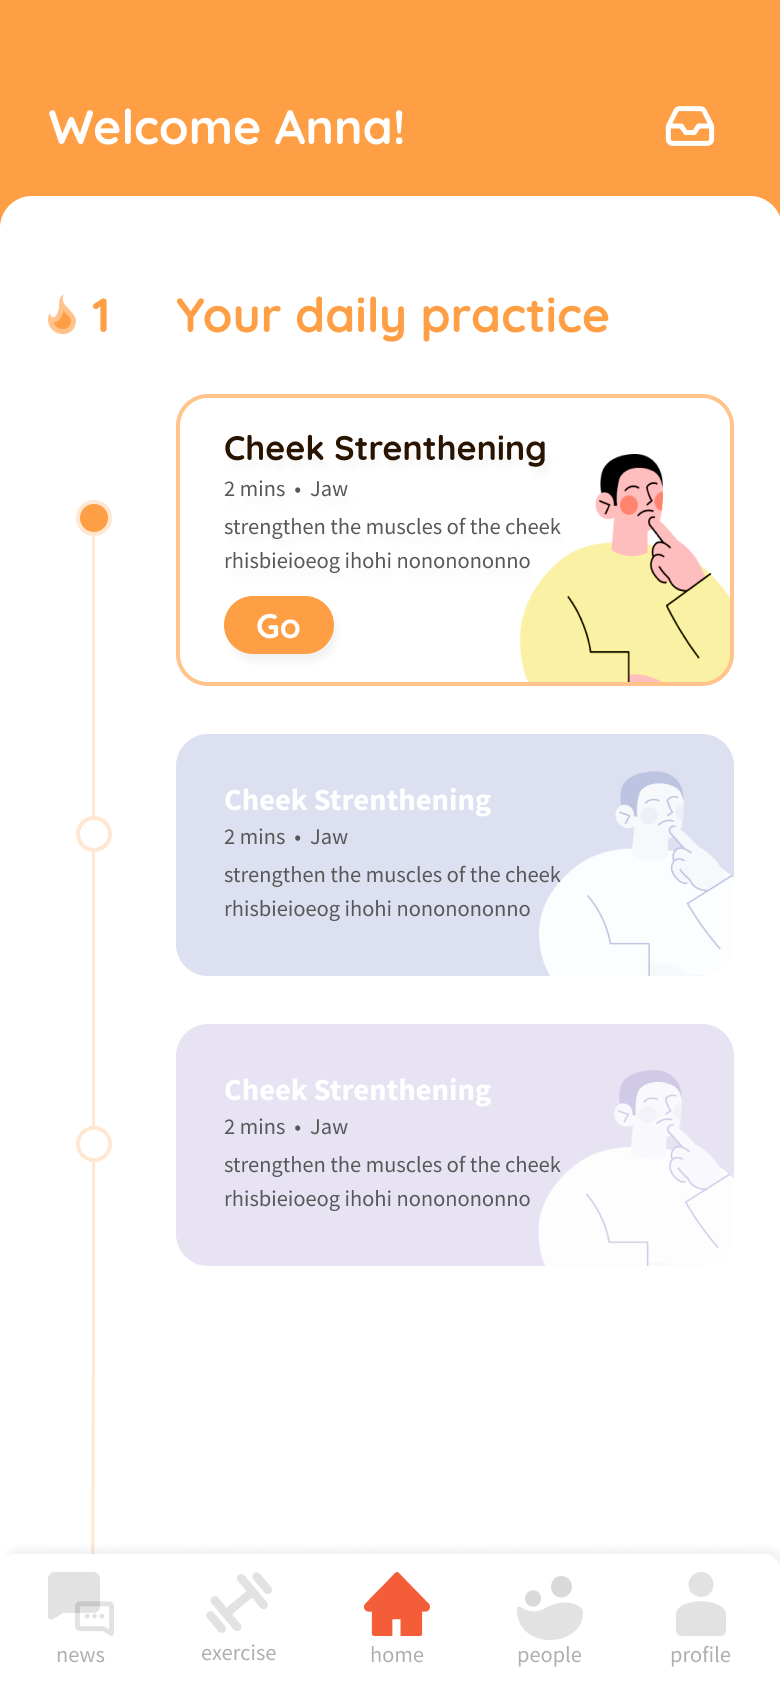 Welcome Anna!
1
Your daily practice
Cheek Strenthening
2 mins • Jaw
strengthen the muscles of the cheek
rhisbieioeog ihohi nonononono
Go
Cheek Strenthening
2 mins • Jaw
strengthen the muscles of the cheek
rhisbieioeog ihohi nonononono
Cheek Strenthening
2 mins • Jaw
strengthen the muscles of the cheek
rhisbieioeog ihohi nonononono
news
exercise
home
people
profile